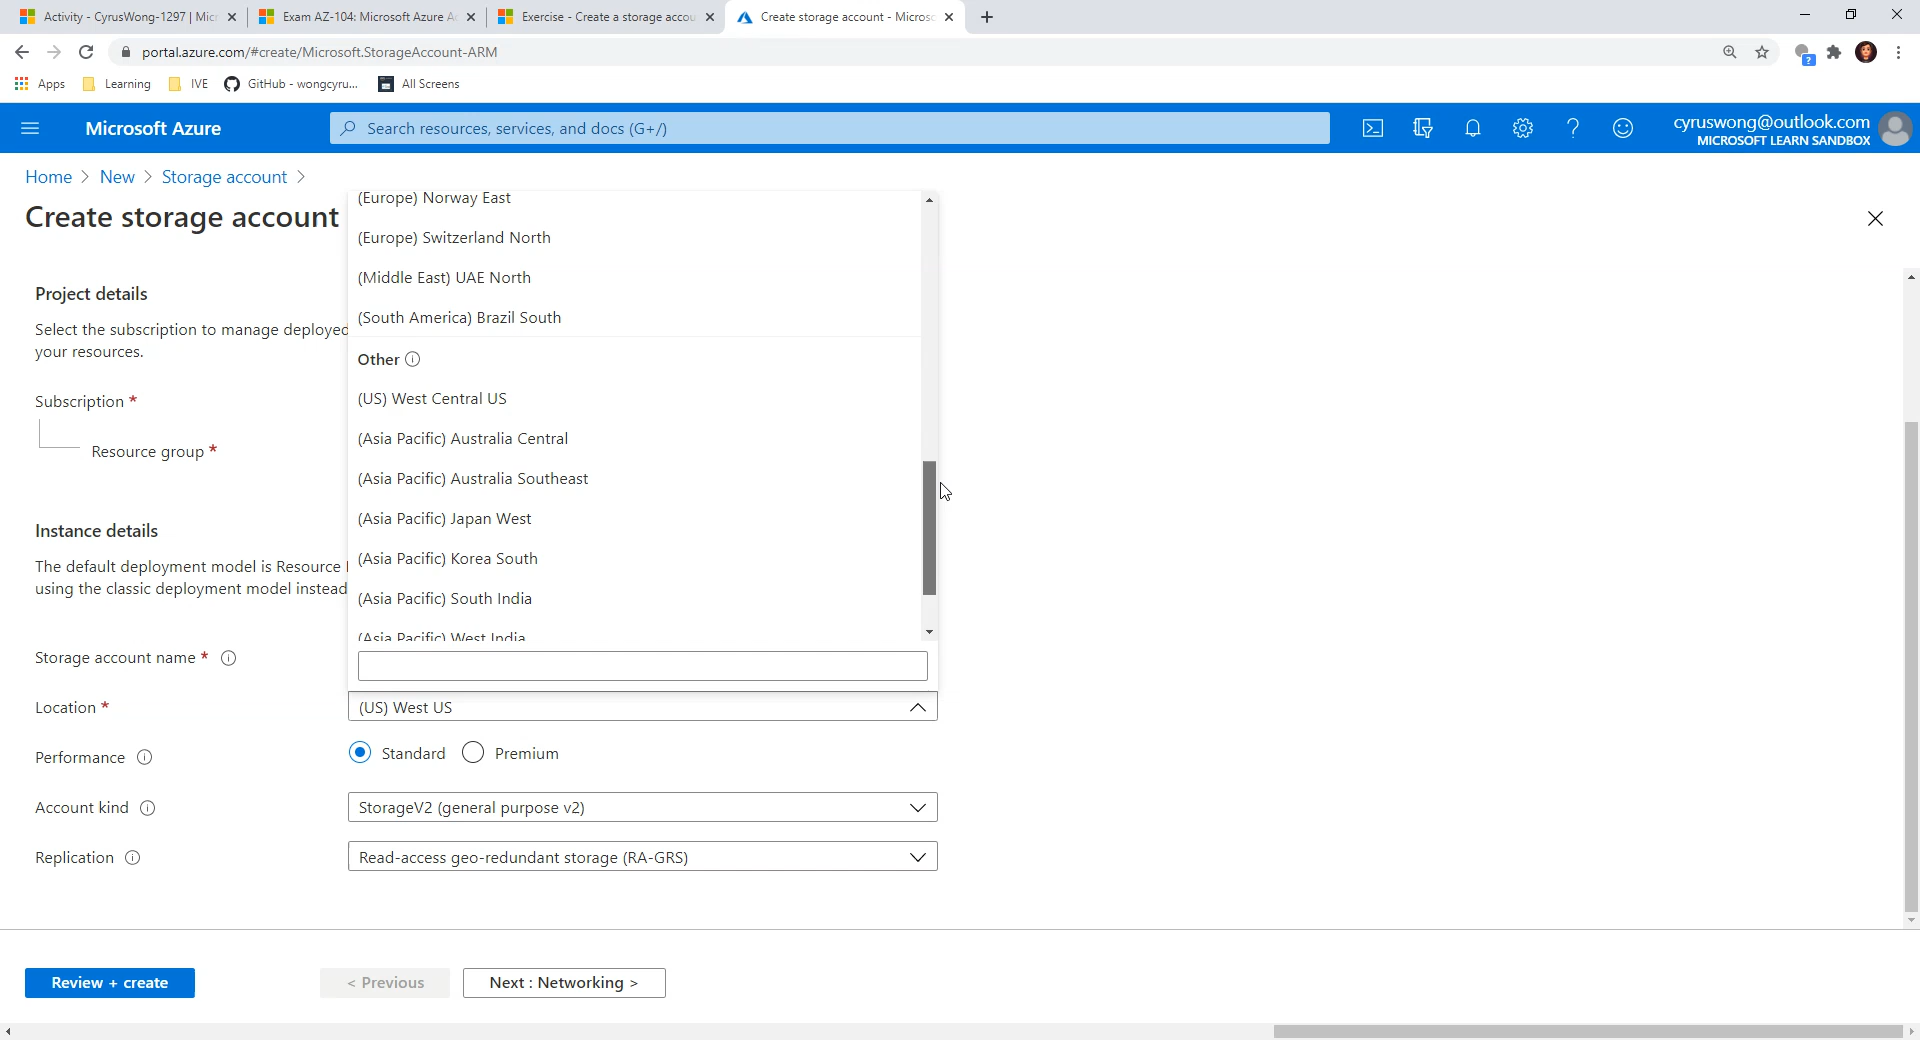 Activity - CyrusWong-1297 | Mic
Exam AZ-104: Microsoft Azure A
Exercise - Create a storage accou
Create storage account - Microso
portal.azure.com/#create/Microsoft.StorageAccount-ARM
Apps
Learning
IVE
GitHub - wongcyru...
All Screens
Microsoft Azure
Search resources, services, and docs (G+/)
cyruswong@outlook.com
MICROSOFT LEARN SANDBOX
Home > New > Storage account >
Create storage account
Project details
Select the subscription to manage deployed
your resources.
Subscription *
Resource group *
Instance details
The default deployment model is Resource
using the classic deployment model instead
Storage account name *
Location *
Performance
Account kind
Replication
(Europe) Norway East
(Europe) Switzerland North
(Middle East) UAE North
(South America) Brazil South
Other
(US) West Central US
(Asia Pacific) Australia Central
(Asia Pacific) Australia Southeast
(Asia Pacific) Japan West
(Asia Pacific) Korea South
(Asia Pacific) South India
(Asia Pacific) West India
(US) West US
Standard
Premium
StorageV2 (general purpose v2)
Read-access geo-redundant storage (RA-GRS)
Review + create
< Previous
Next : Networking >